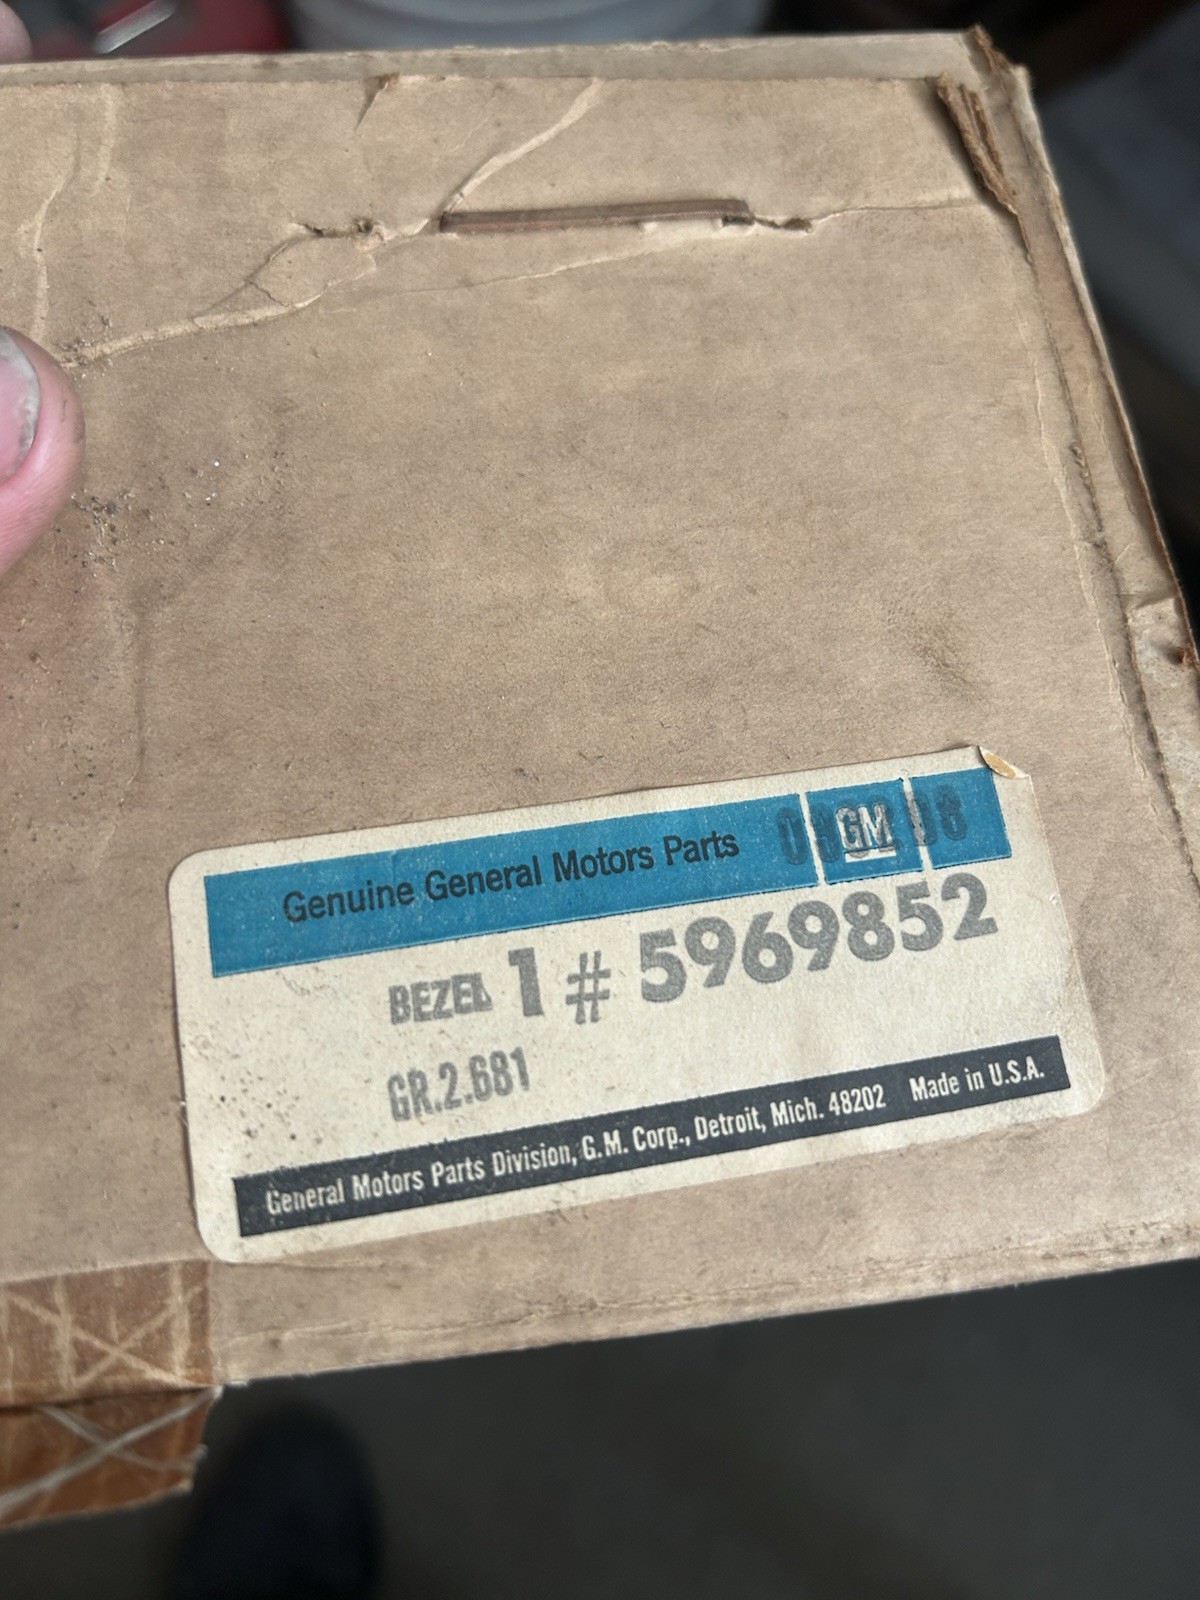 Genuine General Motors Parts GM
BEZEL 1 # 5969852
GR.2.681
General Motors Parts Division, G.M. Corp., Detroit, Mich. 48202 Made in U.S.A.